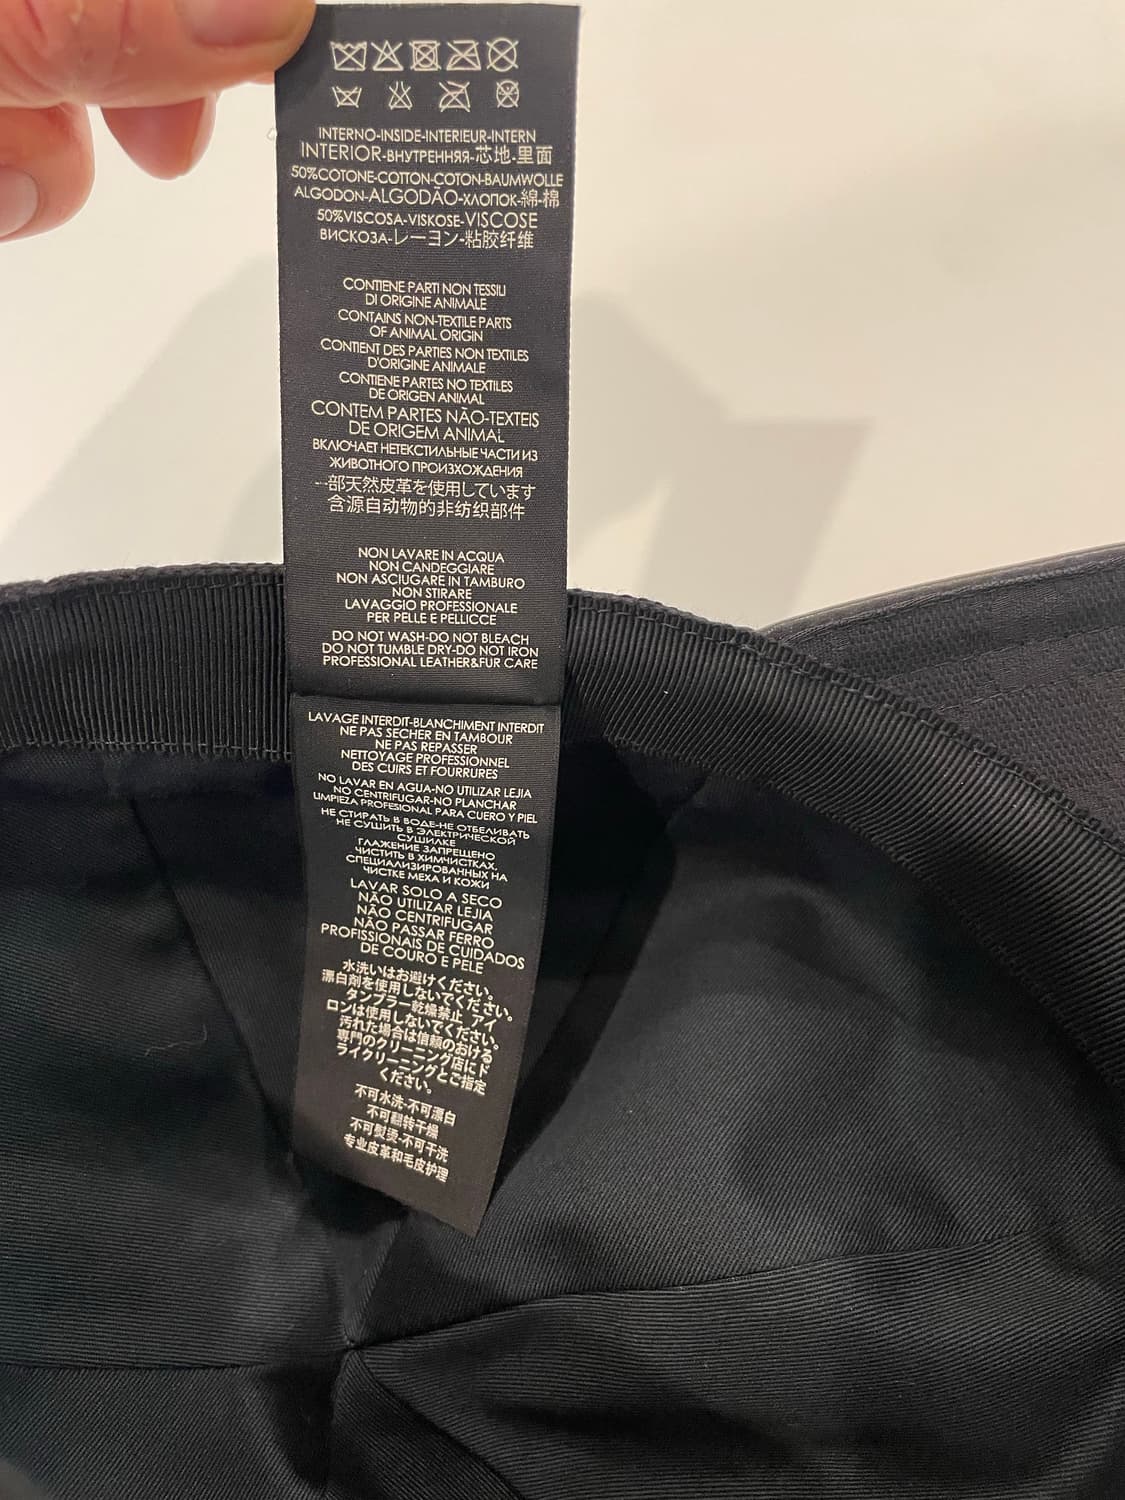 INTERNO-INSIDE-INTERIEUR-INTERN
INTERIOR-ВНУТРЕННЯЯ-芯地-里面
50%COTONE-COTTON-COTON-BAUMWOLLE
ALGODON-ALGODÃO-ХЛОПОК-綿-棉
50%VISCOSA-VISKOSE-VISCOSE
ВИСКОЗА-レーヨン-粘胶纤维
CONTIENE PARTI NON TESSILI
DI ORIGINE ANIMALE
CONTAINS NON-TEXTILE PARTS
OF ANIMAL ORIGIN
CONTIENT DES PARTIES NON TEXTILES
D'ORIGINE ANIMALE
CONTIENE PARTES NO TEXTILES
DE ORIGEN ANIMAL
CONTEM PARTES NÃO-TEXTEIS
DE ORIGEM ANIMAL
ВКЛЮЧАЕТ НЕТЕКСТИЛЬНЫЕ ЧАСТИ ИЗ
ЖИВОТНОГО ПРОИЗХОЖДЕНИЯ
一部天然皮革を使用しています
含源自动物的非纺织部件
NON LAVARE IN ACQUA
NON CANDEGGIARE
NON ASCIUGARE IN TAMBURO
NON STIRARE
LAVAGGIO PROFESSIONALE
PER PELLE E PELLICCE
DO NOT WASH-DO NOT BLEACH
DO NOT TUMBLE DRY-DO NOT IRON
PROFESSIONAL LEATHER&FUR CARE
LAVAGE INTERDIT-BLANCHIMENT INTERDIT
NE PAS SECHER EN TAMBOUR
NE PAS REPASSER
NETTOYAGE PROFESSIONNEL
DES CUIRS ET FOURRURES
NO LAVAR EN AGUA-NO UTILIZAR LEJIA
NO CENTRIFUGAR-NO PLANCHAR
LIMPIEZA PROFESIONAL PARA CUERO Y PIEL
НЕ СТИРАТЬ В ВОДЕ-НЕ ОТБЕЛИВАТЬ
НЕ СУШИТЬ В ЭЛЕКТРИЧЕСКОЙ
СУШИЛКЕ
ГЛАЖЕНИЕ ЗАПРЕЩЕНО
ЧИСТИТЬ В ХИМЧИСТКАХ,
СПЕЦИАЛИЗИРОВАННЫХ НА
ЧИСТКЕ МЕХА И КОЖИ
LAVAR SOLO A SECO
NÃO UTILIZAR LEJIA
NÃO CENTRIFUGAR
NÃO PASSAR FERRO
PROFISSIONAIS DE CUIDADOS
DE COURO E PELE
水洗いはお避けください。
漂白剤を使用しないでください。
タンブラー乾燥禁止 アイ
ロンは使用しないでください。
汚れた場合は信頼のおける
専門のクリーニング店にド
ライクリーニングとご指定
ください。
不可水洗-不可漂白
不可翻转干燥
不可熨烫-不可干洗
专业皮革和毛皮护理